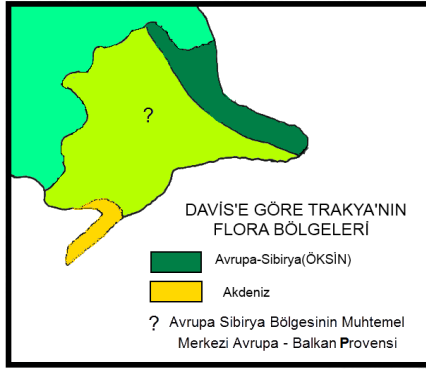 ?
DAVİS'E GÖRE TRAKYA'NIN
FLORA BÖLGELERİ
Avrupa-Sibirya(ÖKSİN)
Akdeniz
? Avrupa Sibirya Bölgesinin Muhtemel
Merkezi Avrupa - Balkan Provensi